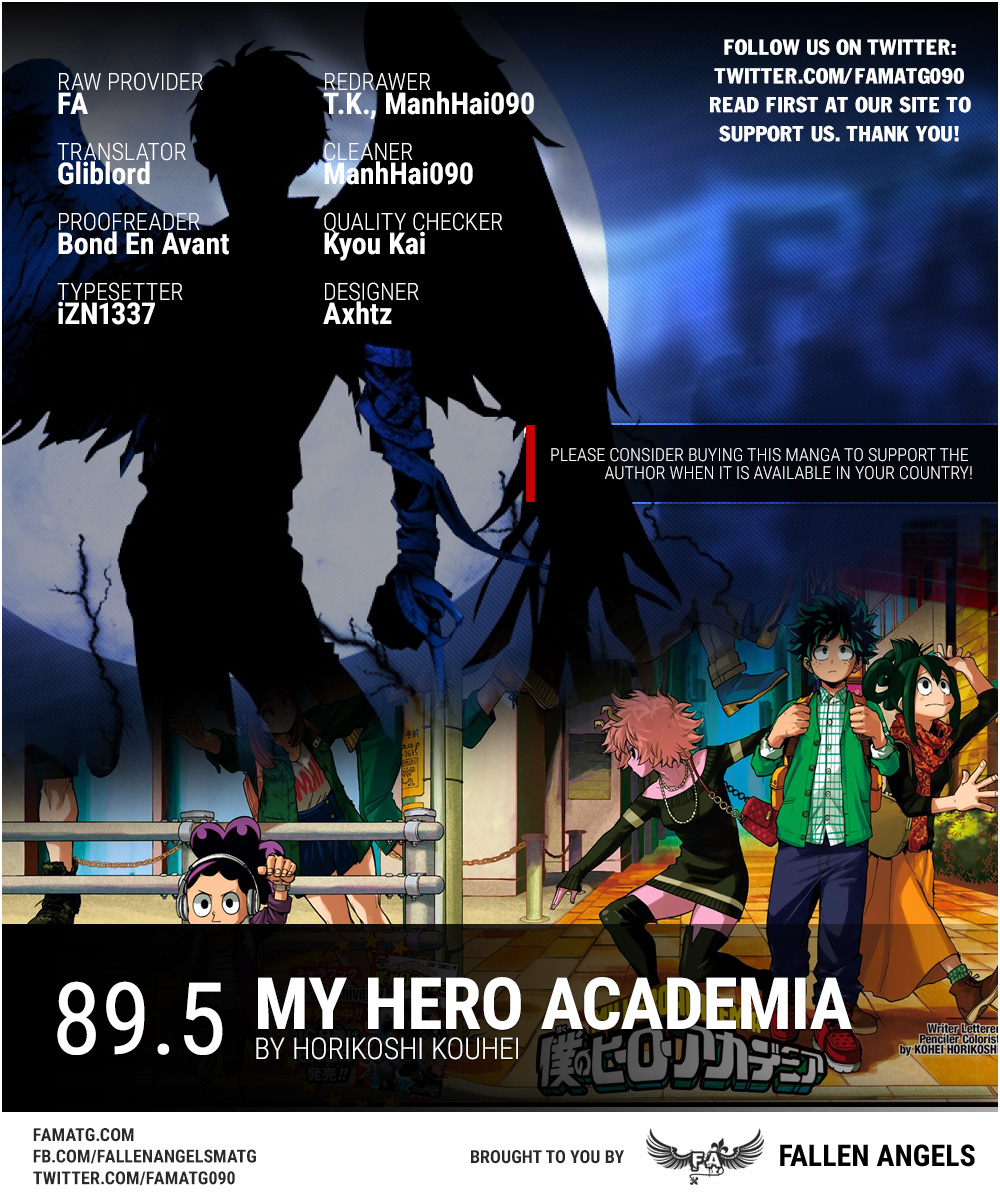 RAW PROVIDER
FA
TRANSLATOR
Gliblord
PROOFREADER
Bond En Avant
TYPESETTER
iZN1337
REDRAWER
T.K., ManhHai090
CLEANER
ManhHai090
QUALITY CHECKER
Kyou Kai
DESIGNER
Axhtz
FOLLOW US ON TWITTER:
TWITTER.COM/FAMATG090
READ FIRST AT OUR SITE TO
SUPPORT US. THANK YOU!
PLEASE CONSIDER BUYING THIS MANGA TO SUPPORT THE
AUTHOR WHEN IT IS AVAILABLE IN YOUR COUNTRY!
89.5
MY HERO ACADEMIA
BY HORIKOSHI KOUHEI
僕のヒーローアカデミア
Writer Letterer
Penciler Colorist
by KOHEI HORIKOSHI
FAMATG.COM
FB.COM/FALLENANGELSMATG
TWITTER.COM/FAMATG090
BROUGHT TO YOU BY
FA
FALLEN ANGELS